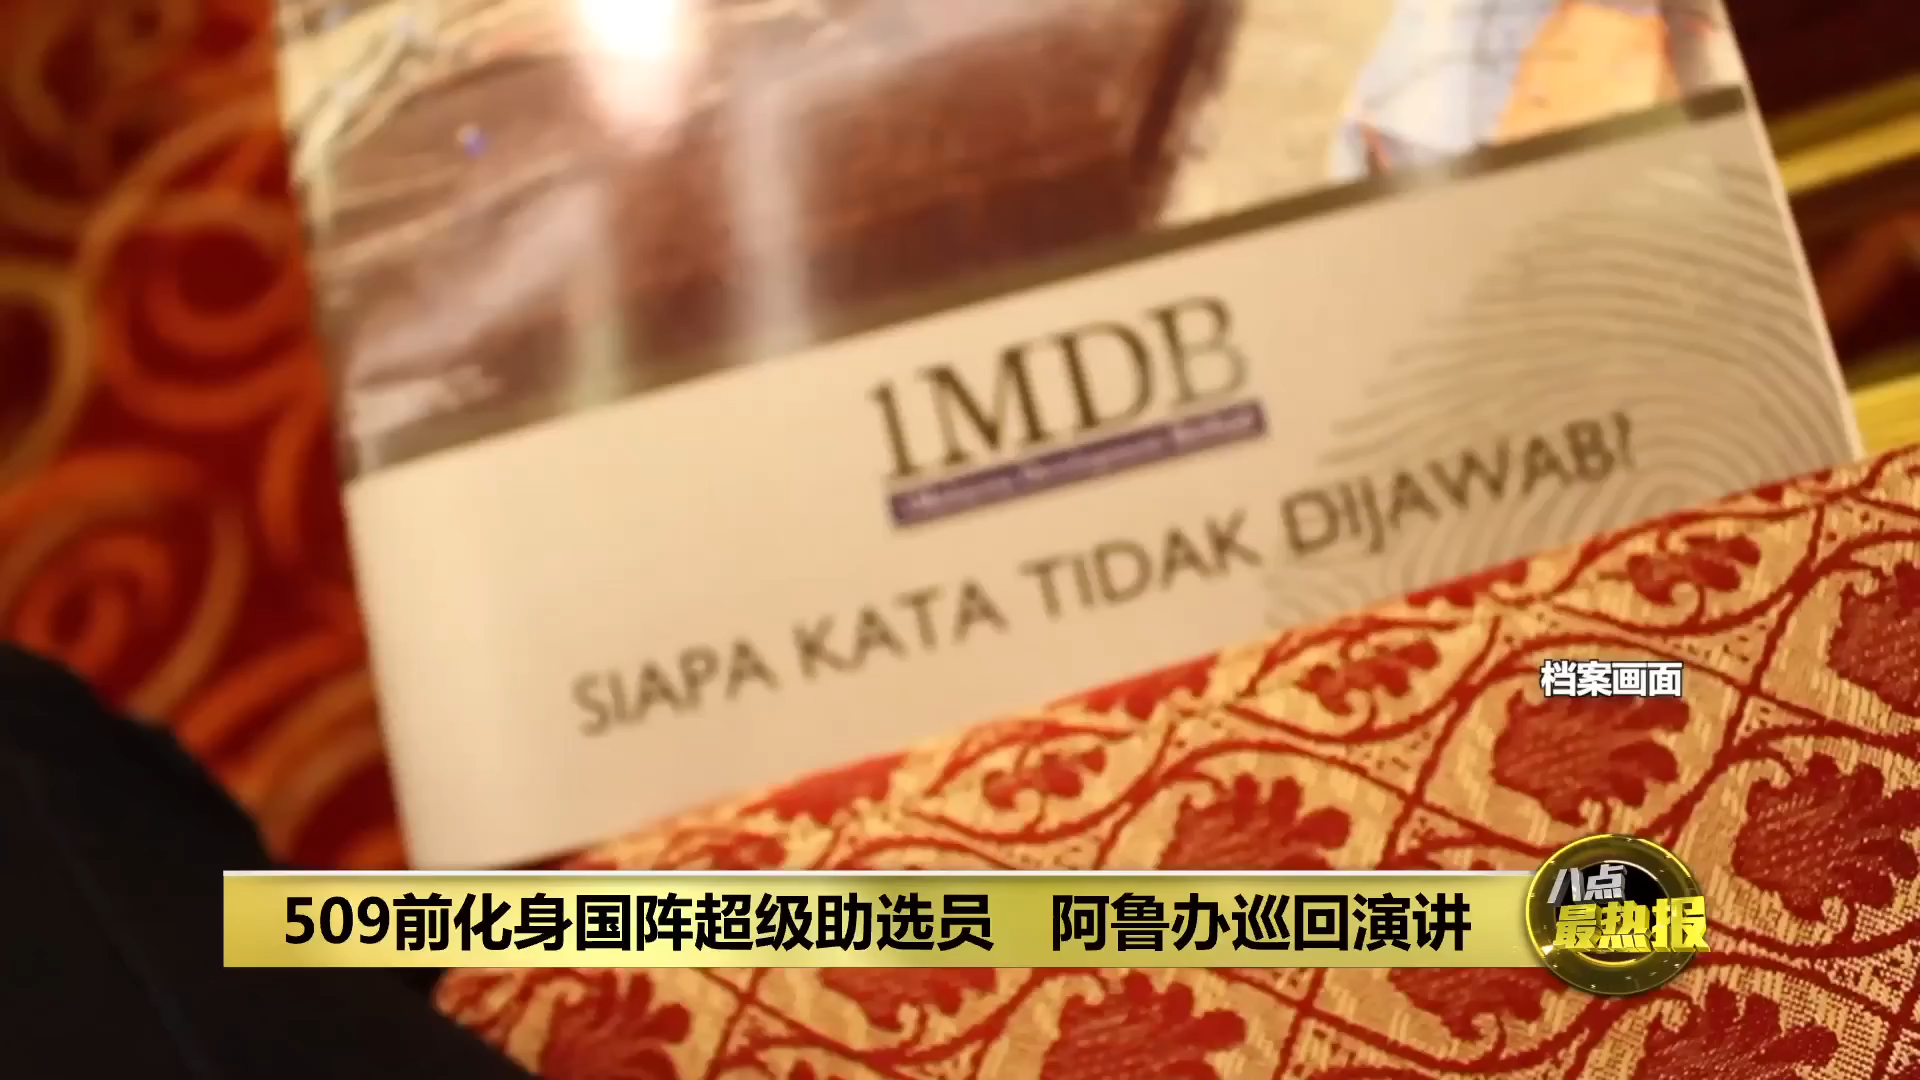 1MDB
SIAPA KATA TIDAK DIJAWAB?
档案画面
509前化身国阵超级助选员 阿鲁办巡回演讲
八点
最热报